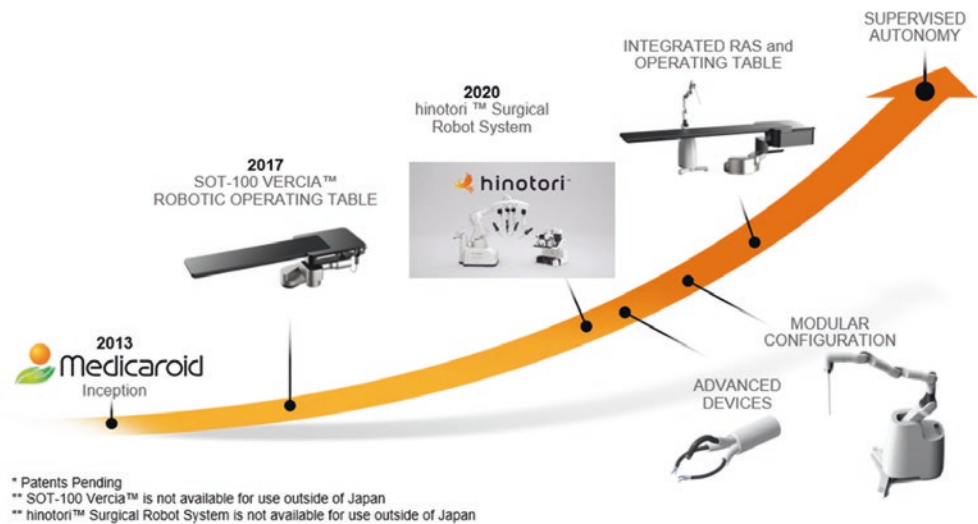 SUPERVISED
AUTONOMY
INTEGRATED RAS and
OPERATING TABLE
2020
hinotori ™ Surgical
Robot System
hinotori™
2017
SOT-100 VERCIA™
ROBOTIC OPERATING TABLE
2013
Medicaroid
Inception
MODULAR
CONFIGURATION
ADVANCED
DEVICES
* Patents Pending
** SOT-100 Vercia™ is not available for use outside of Japan
** hinotori™ Surgical Robot System is not available for use outside of Japan